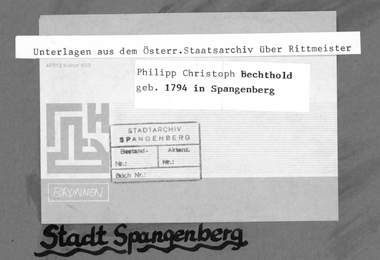 Unterlagen aus dem Österr.Staatsarchiv über Rittmeister
Philipp Christoph Bechthold
geb. 1794 in Spangenberg
STADTARCHIV
SPANGENBERG
Bestand-
Nr.:
Aktenz.
Nr.:
Buch Nr.:
BRUNNEN
Stadt Spangenberg